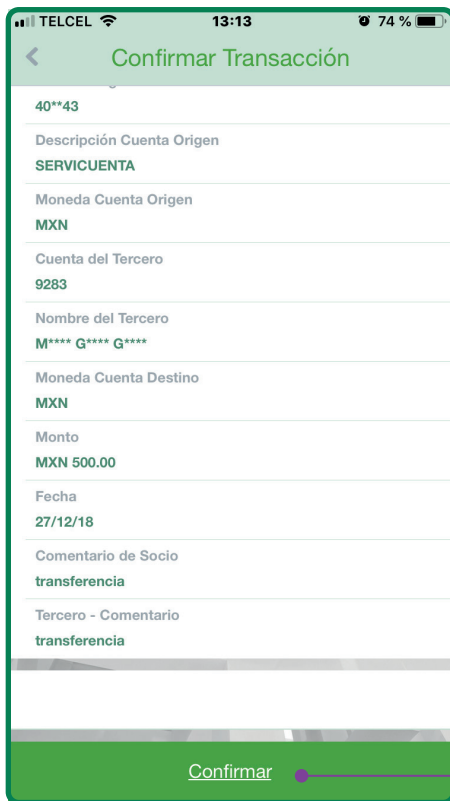 TELCEL 13:13 74 %
Confirmar Transacción
40**43
Descripción Cuenta Origen
SERVICUENTA
Moneda Cuenta Origen
MXN
Cuenta del Tercero
9283
Nombre del Tercero
M**** G**** G****
Moneda Cuenta Destino
MXN
Monto
MXN 500.00
Fecha
27/12/18
Comentario de Socio
transferencia
Tercero - Comentario
transferencia
Confirmar